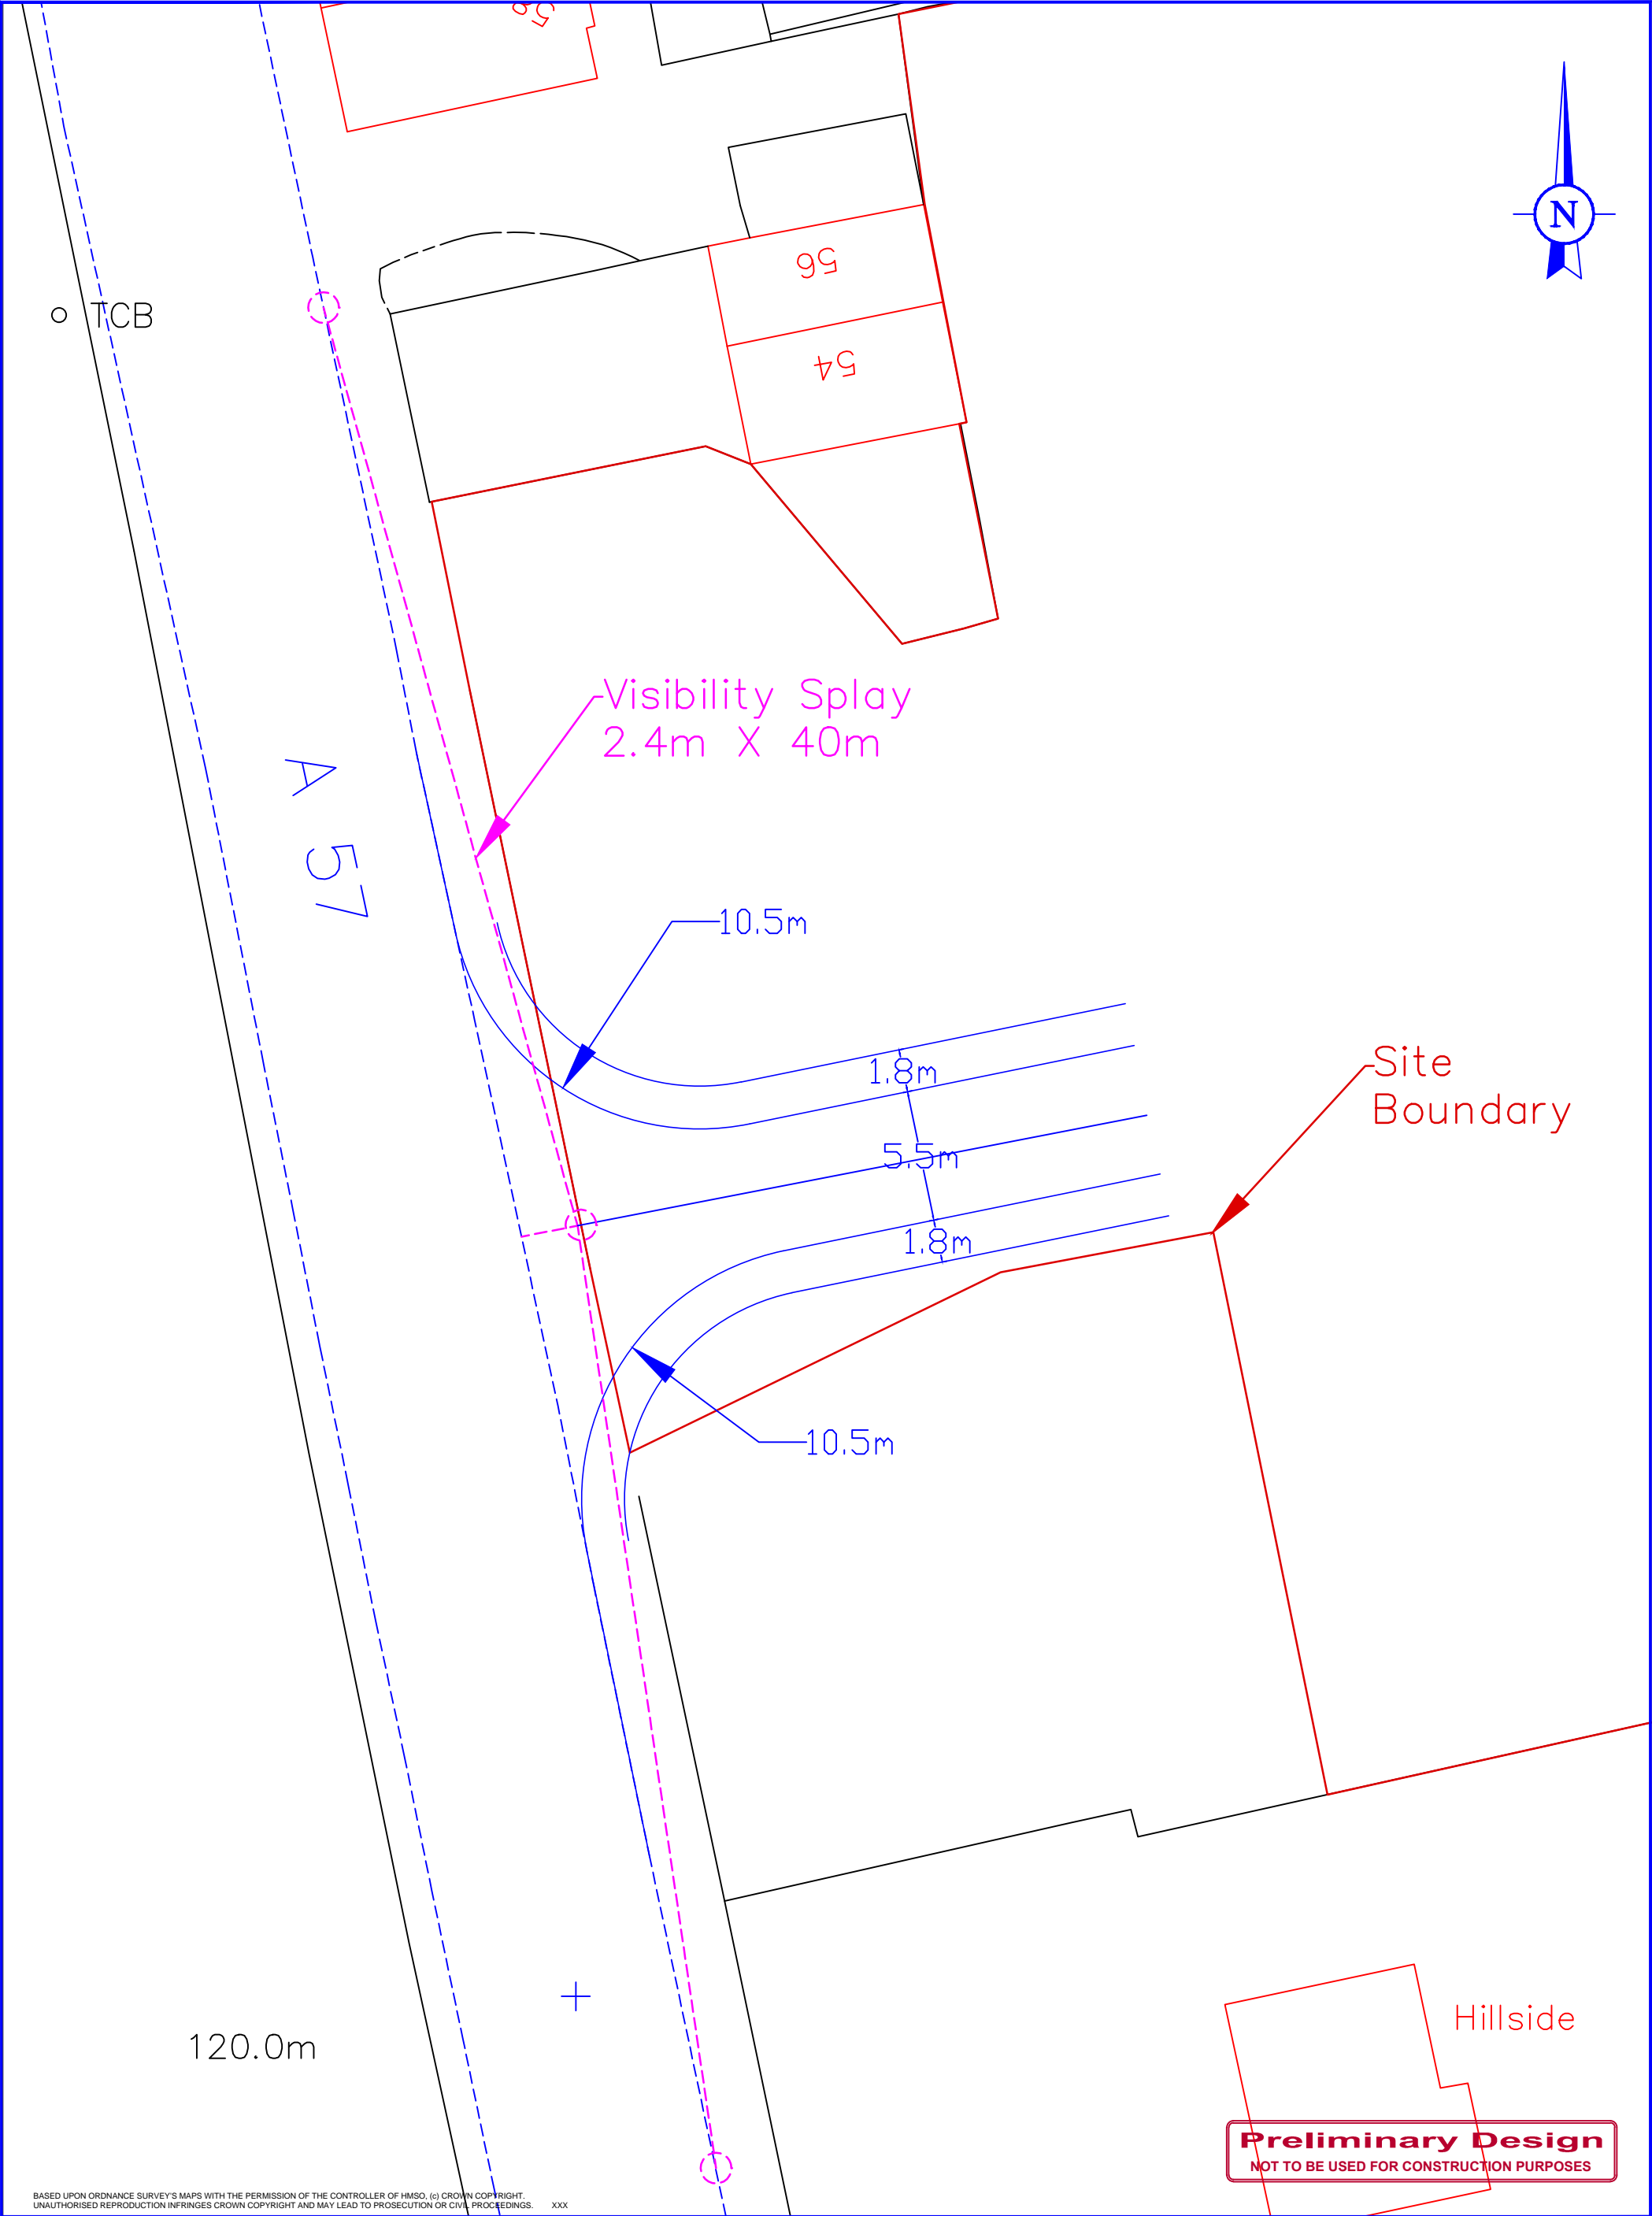 N
56
54
TCB
Visibility Splay
2.4m X 40m
A 57
10.5m
Site
Boundary
1.8m
5.5m
1.8m
10.5m
120.0m
Hillside
Preliminary Design
NOT TO BE USED FOR CONSTRUCTION PURPOSES
BASED UPON ORDNANCE SURVEY'S MAPS WITH THE PERMISSION OF THE CONTROLLER OF HMSO, (c) CROWN COPYRIGHT.
UNAUTHORISED REPRODUCTION INFRINGES CROWN COPYRIGHT AND MAY LEAD TO PROSECUTION OR CIVIL PROCEEDINGS. XXX